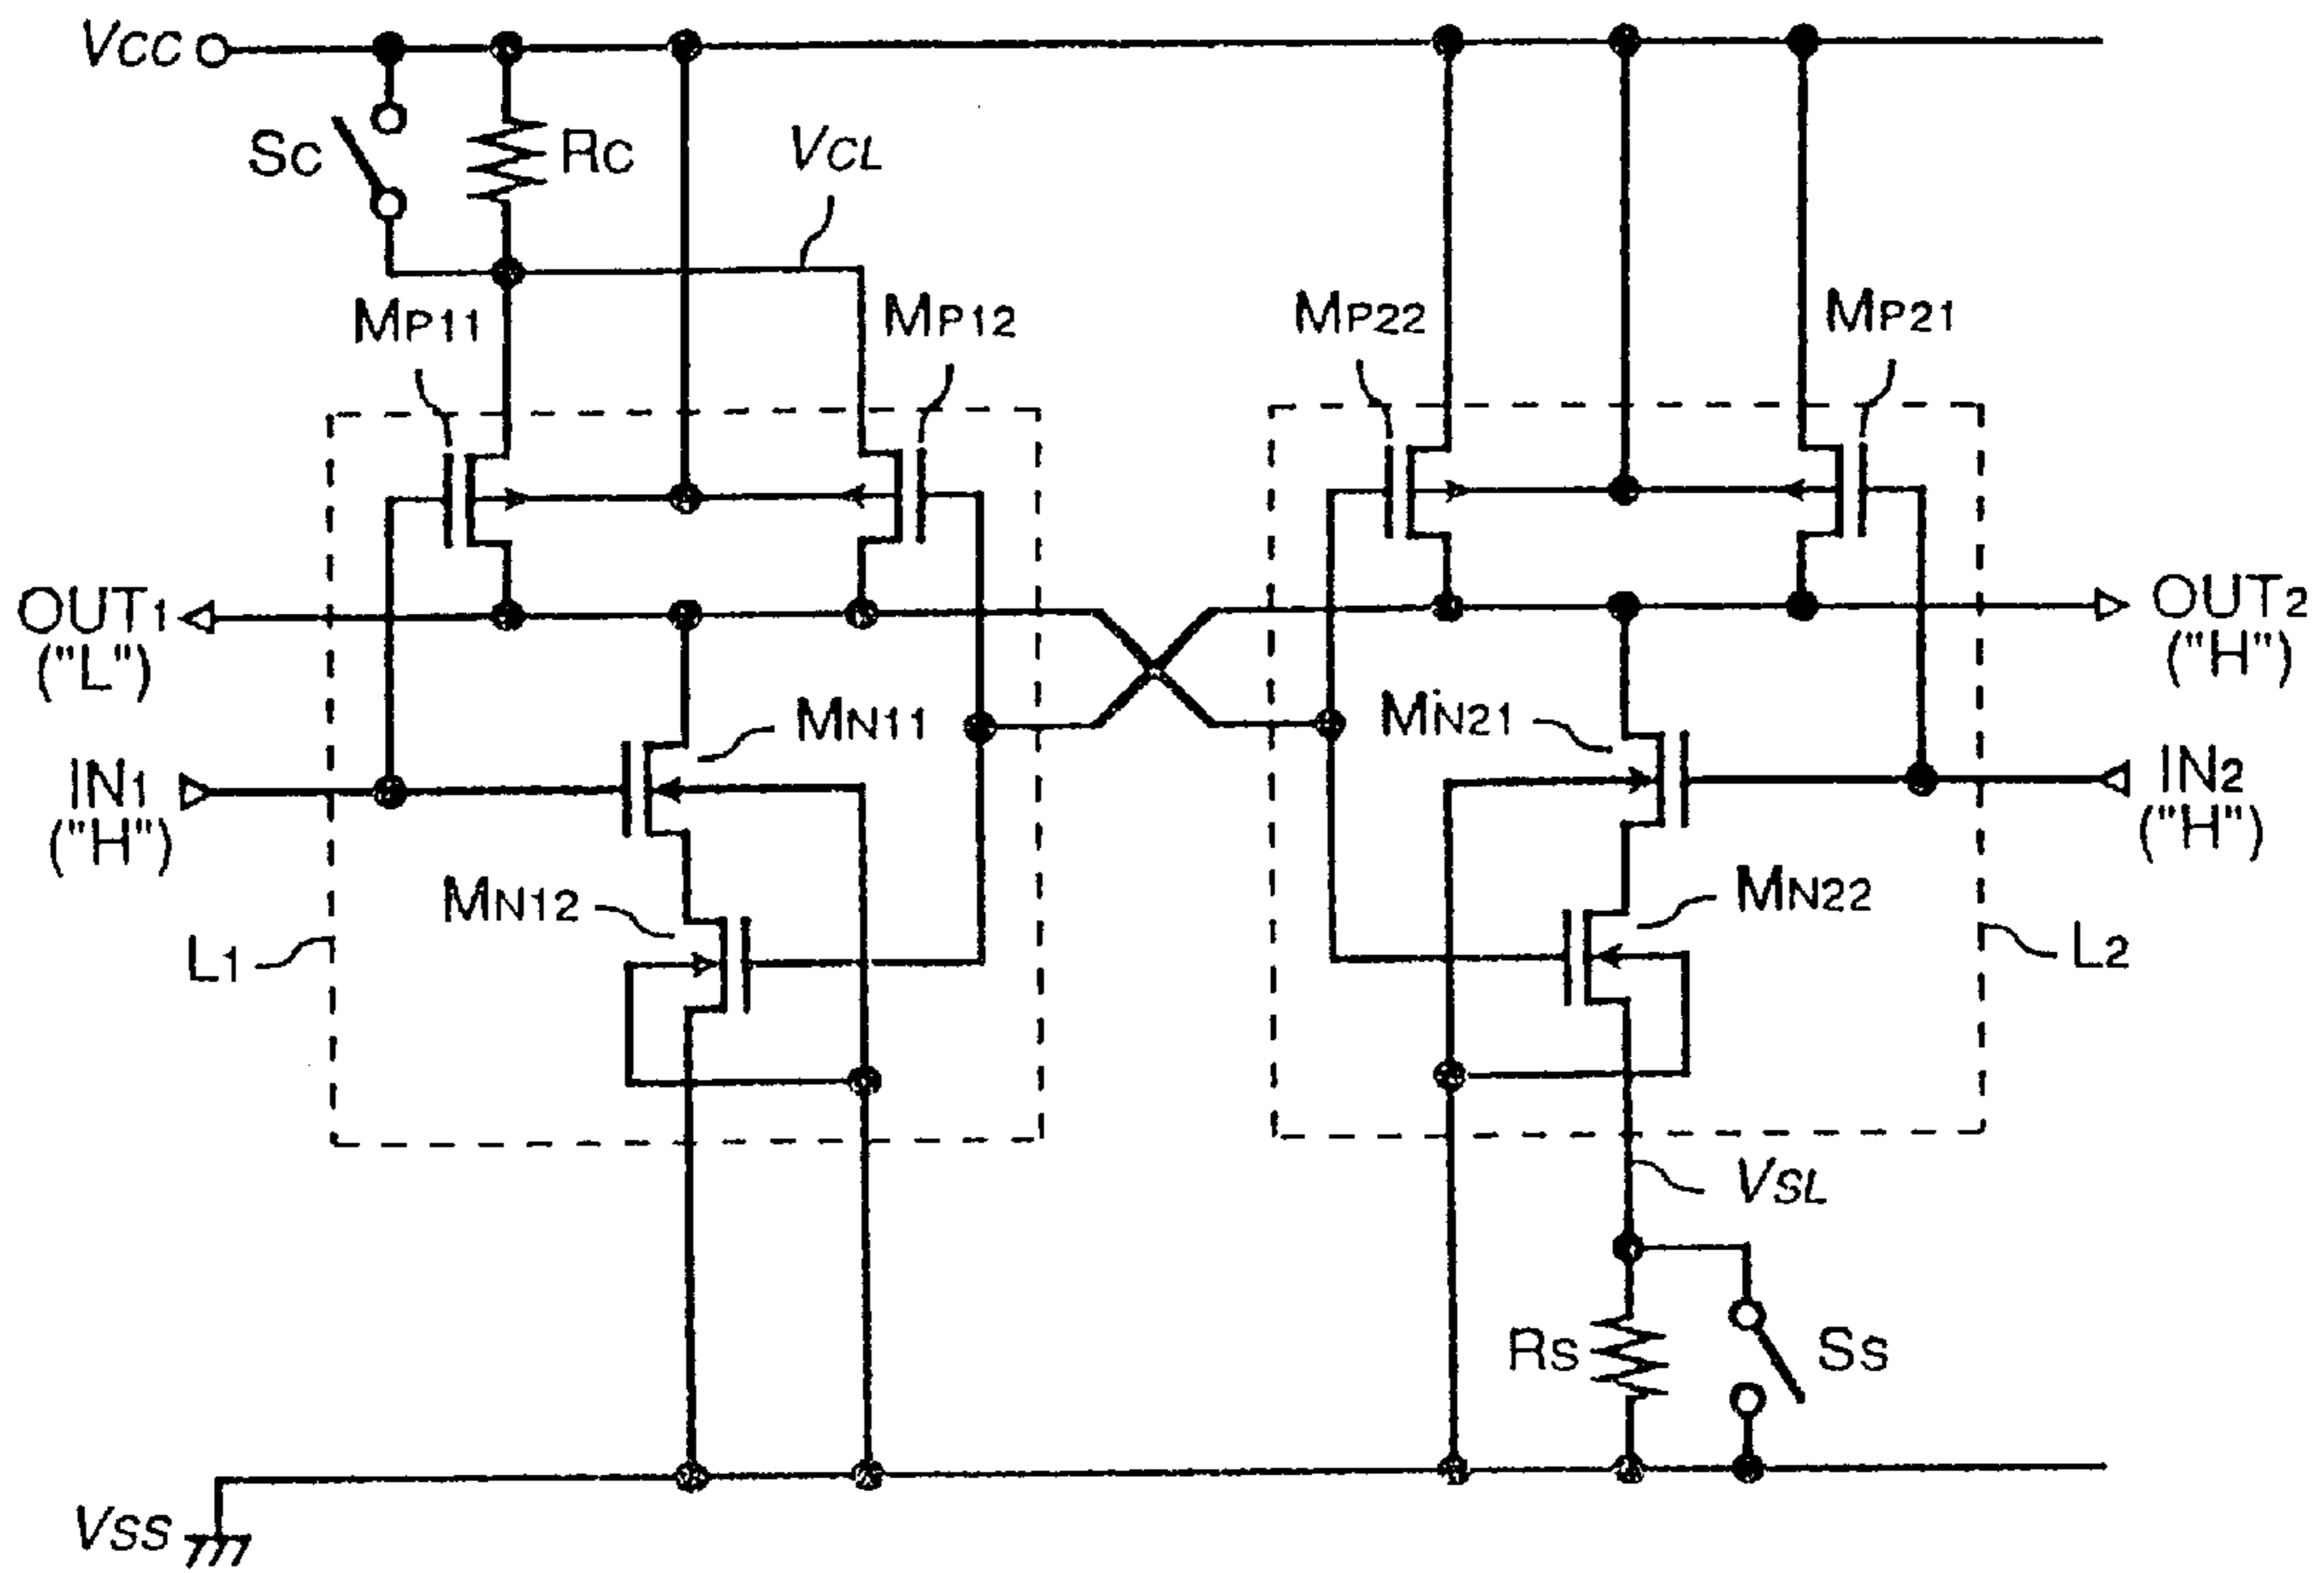 VCC
SC
RC
VCL
MP11
MP12
MP22
MP21
OUT1
("L")
OUT2
("H")
MN11
MN21
IN1
("H")
IN2
("H")
MN12
MN22
L1
L2
VSL
RS
SS
VSS